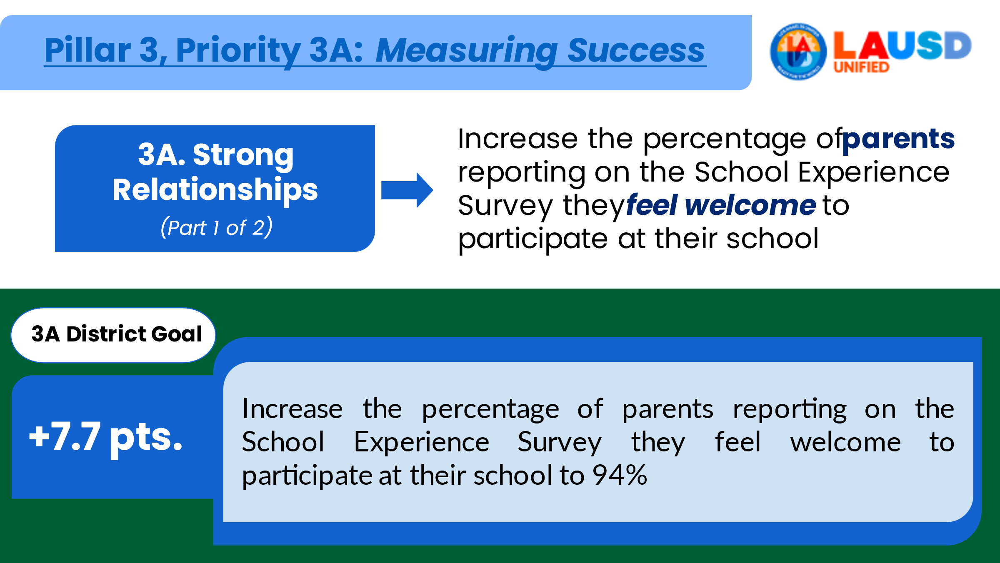 Pillar 3, Priority 3A: Measuring Success
LAUSD
UNIFIED
3A. Strong
Relationships
(Part 1 of 2)
Increase the percentage of parents
reporting on the School Experience
Survey they feel welcome to
participate at their school
3A District Goal
+7.7 pts.
Increase the percentage of parents reporting on the
School Experience Survey they feel welcome to
participate at their school to 94%